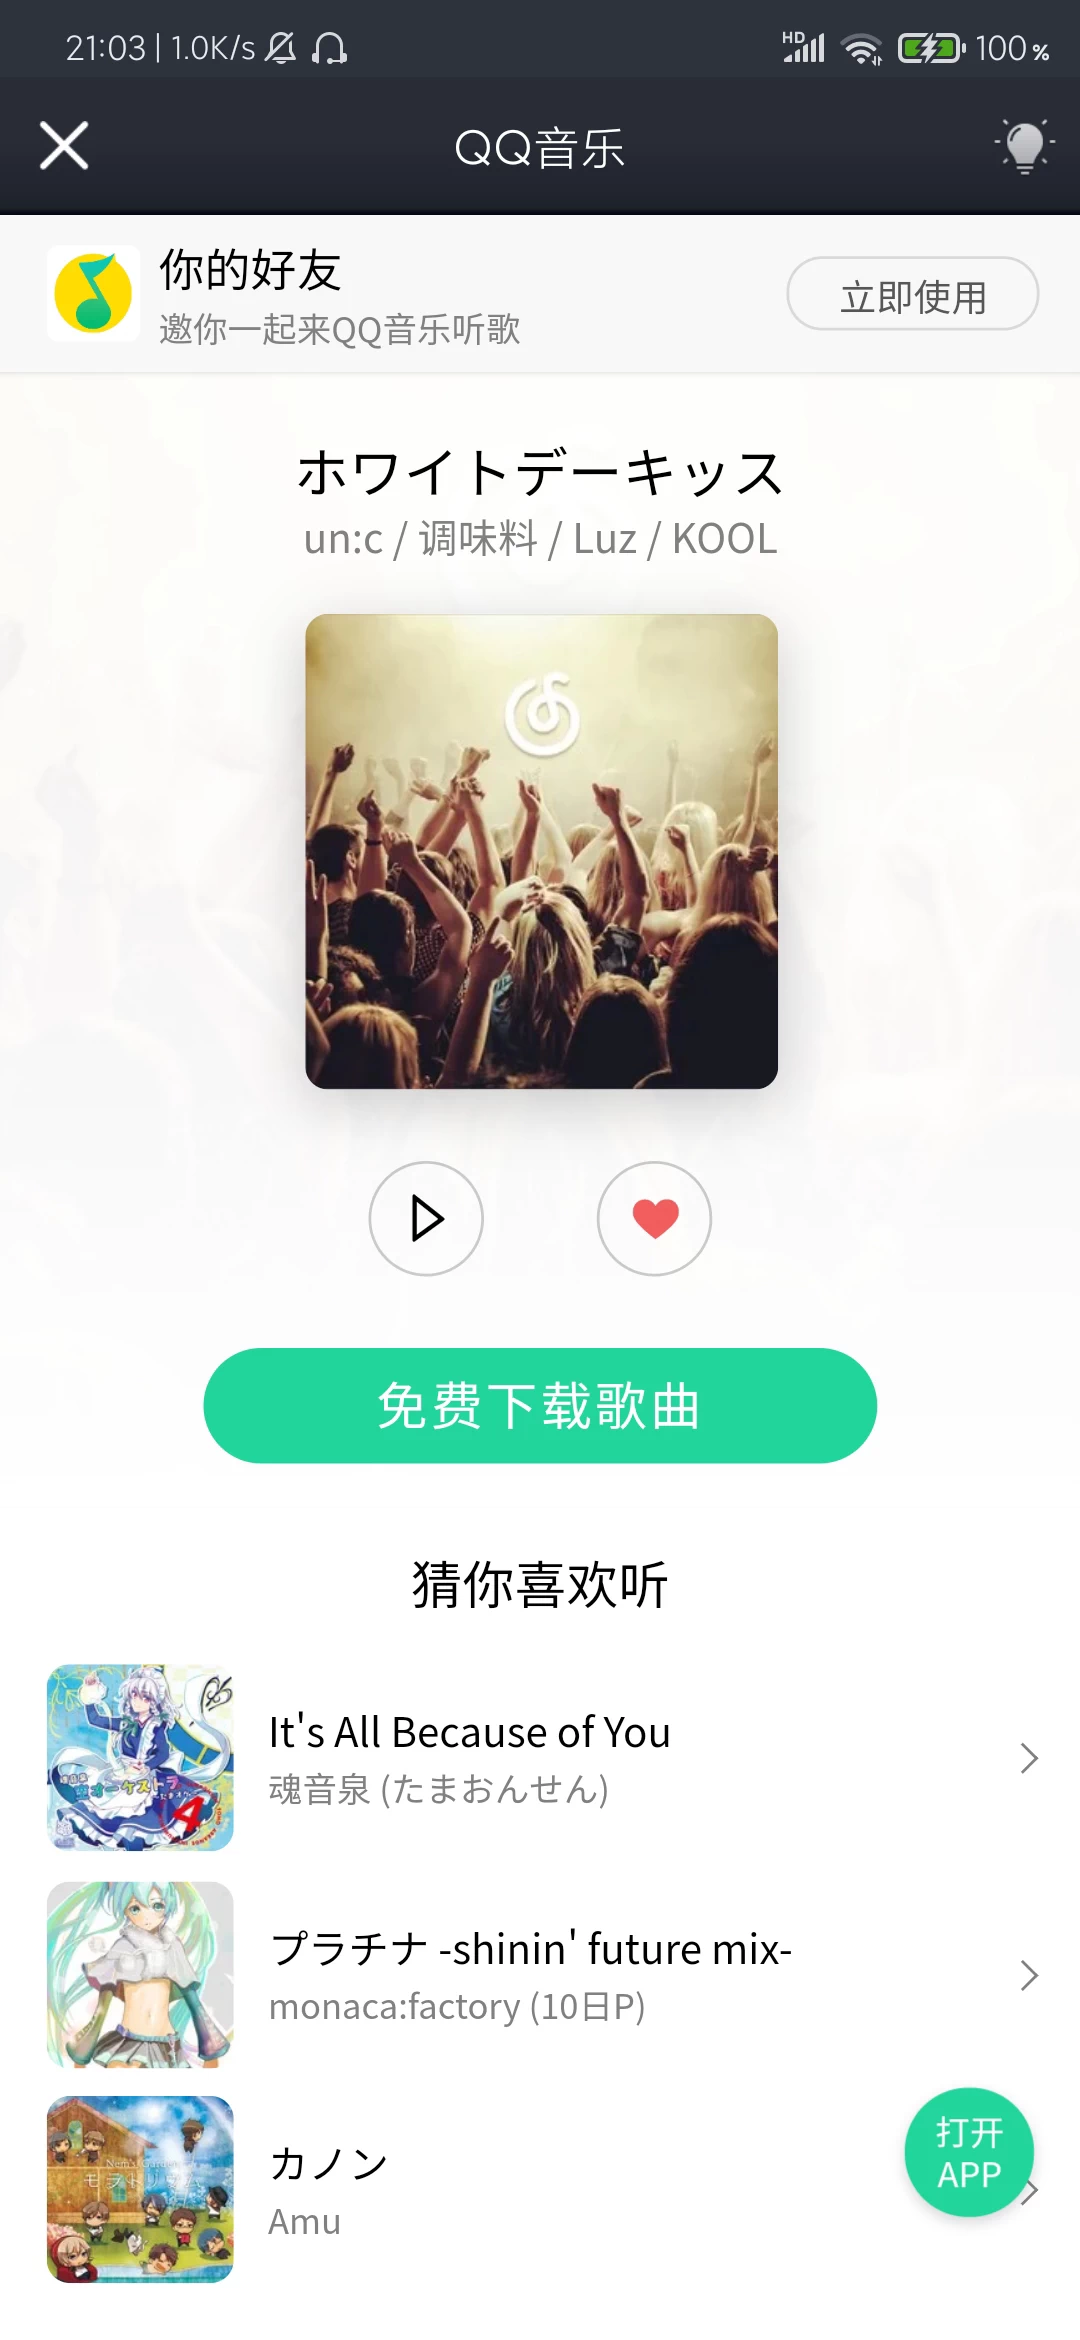 21:03 | 1.0K/s
HD
100%
QQ音乐
你的好友
邀你一起来QQ音乐听歌
立即使用
ホワイトデーキッス
un:c / 调味料 / Luz / KOOL
免费下载歌曲
猜你喜欢听
It's All Because of You
魂音泉 (たまおんせん)
プラチナ -shinin' future mix-
monaca:factory (10日P)
カノン
Amu
打开
APP